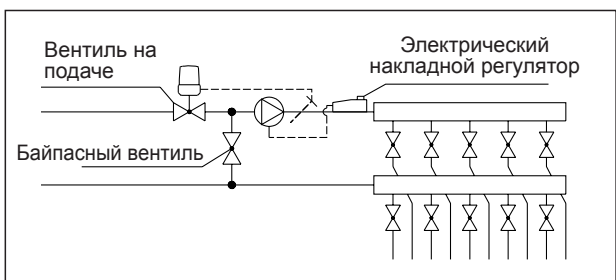 Вентиль на
подаче
Электрический
накладной регулятор
Байпасный вентиль